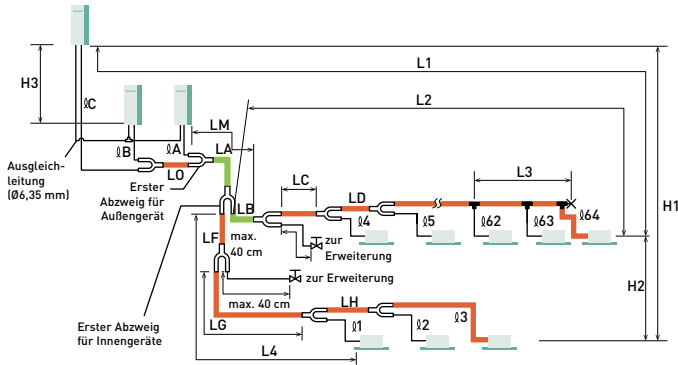 L1
H3
ℓC
L2
LM
ℓB
ℓA
LA
LO
LC
L3
Ausgleich-
leitung
(Ø6,35 mm)
Erster
Abzweig für
Außengerät
LB
LD
H1
ℓ4
ℓ5
ℓ62
ℓ63
ℓ64
LF
max.
40 cm
zur
Erweiterung
H2
zur Erweiterung
max. 40 cm
Erster Abzweig
für Innengeräte
LG
LH
ℓ1
ℓ2
ℓ3
L4